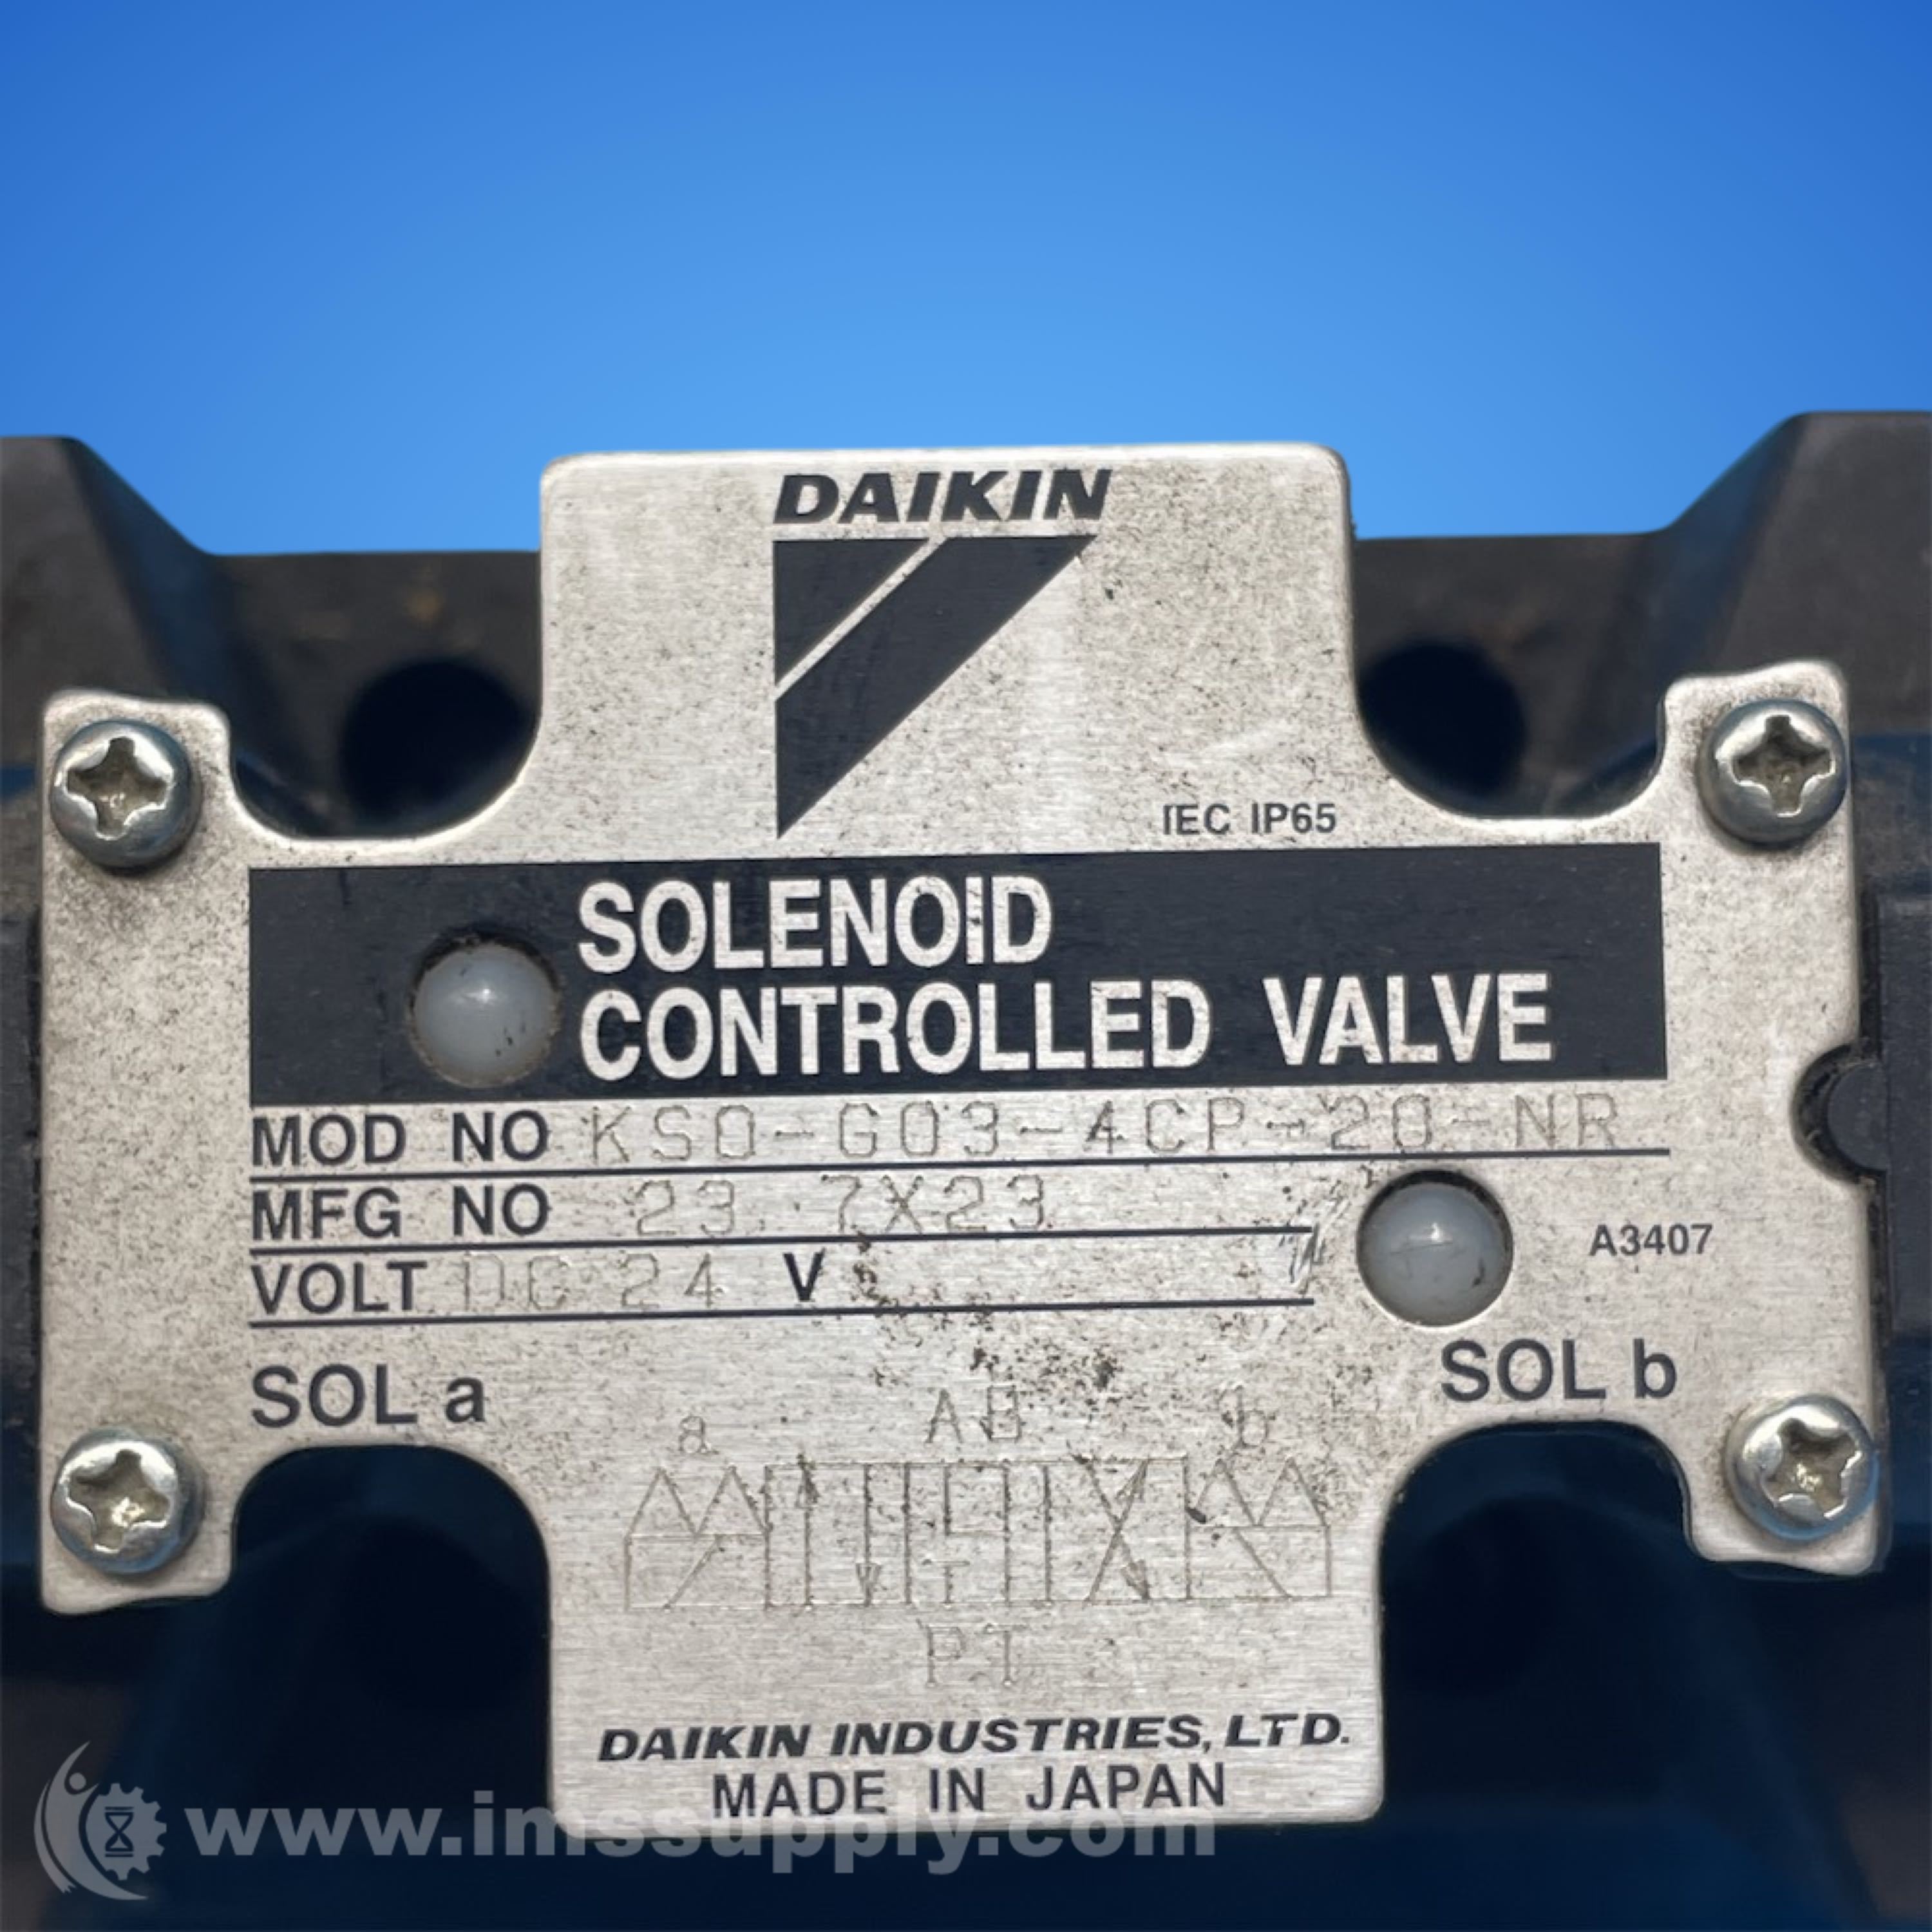 DAIKIN
IEC IP65
SOLENOID
CONTROLLED VALVE
MOD NO KSO-G03-4CP-20-NR
MFG NO 23.7X23
VOLT DC 24 V
A3407
SOL a
SOL b
a AB b
T
PT
DAIKIN INDUSTRIES, LTD.
MADE IN JAPAN
www.imssupply.com